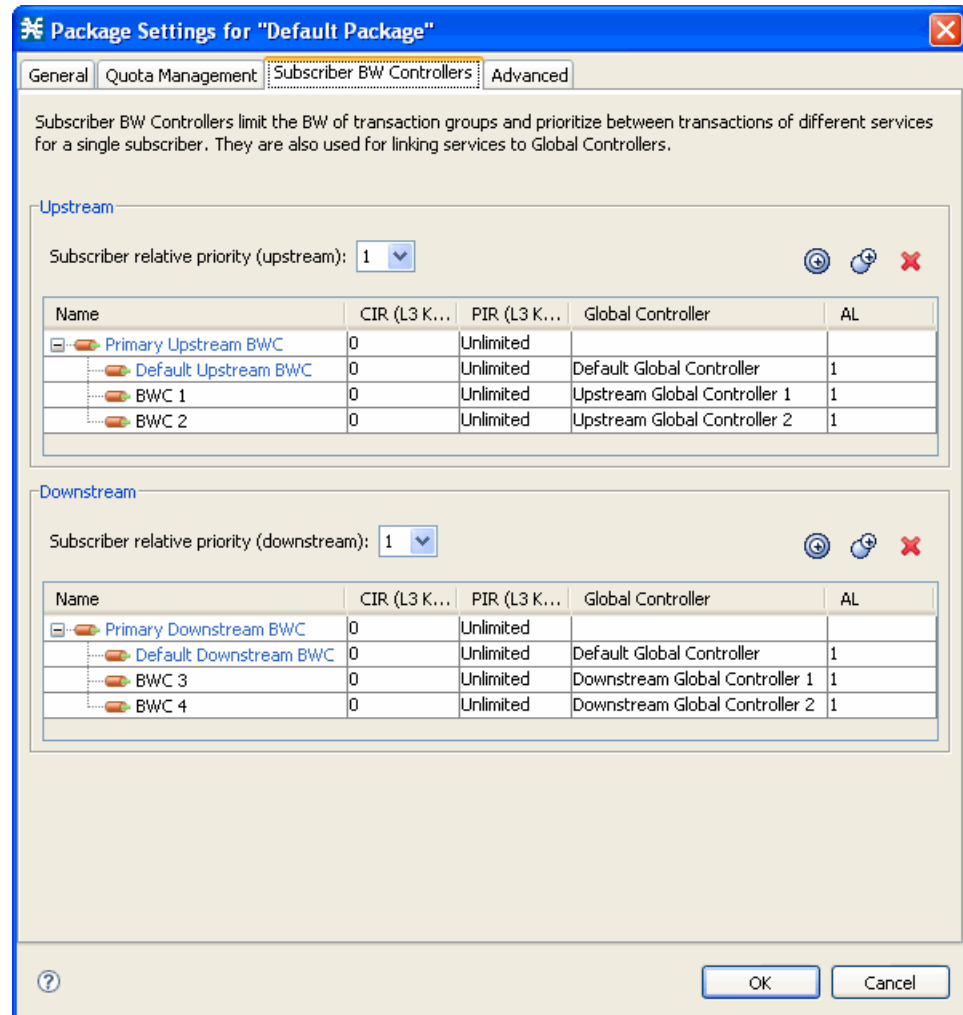 Package Settings for "Default Package"
General Quota Management Subscriber BW Controllers Advanced
Subscriber BW Controllers limit the BW of transaction groups and prioritize between transactions of different services
for a single subscriber. They are also used for linking services to Global Controllers.
Upstream
Subscriber relative priority (upstream): 1
Name CIR (L3 K... PIR (L3 K... Global Controller AL
Primary Upstream BWC 0 Unlimited
Default Upstream BWC 0 Unlimited Default Global Controller 1
BWC 1 0 Unlimited Upstream Global Controller 1 1
BWC 2 0 Unlimited Upstream Global Controller 2 1
Downstream
Subscriber relative priority (downstream): 1
Name CIR (L3 K... PIR (L3 K... Global Controller AL
Primary Downstream BWC 0 Unlimited
Default Downstream BWC 0 Unlimited Default Global Controller 1
BWC 3 0 Unlimited Downstream Global Controller 1 1
BWC 4 0 Unlimited Downstream Global Controller 2 1
? OK Cancel